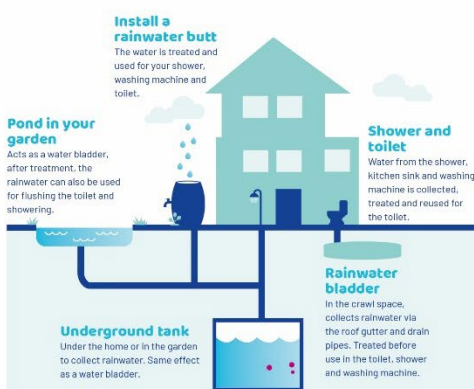 Install a
rainwater butt
The water is treated and
used for your shower,
washing machine and
toilet.
Pond in your
garden
Acts as a water bladder,
after treatment, the
rainwater can also be used
for flushing the toilet and
showering.
Shower and
toilet
Water from the shower,
kitchen sink and washing
machine is collected,
treated and reused for
the toilet.
Rainwater
bladder
In the crawl space,
collects rainwater via
the roof gutter and drain
pipes. Treated before
use in the toilet, shower
and washing machine.
Underground tank
Under the home or in the garden
to collect rainwater. Same effect
as a water bladder.